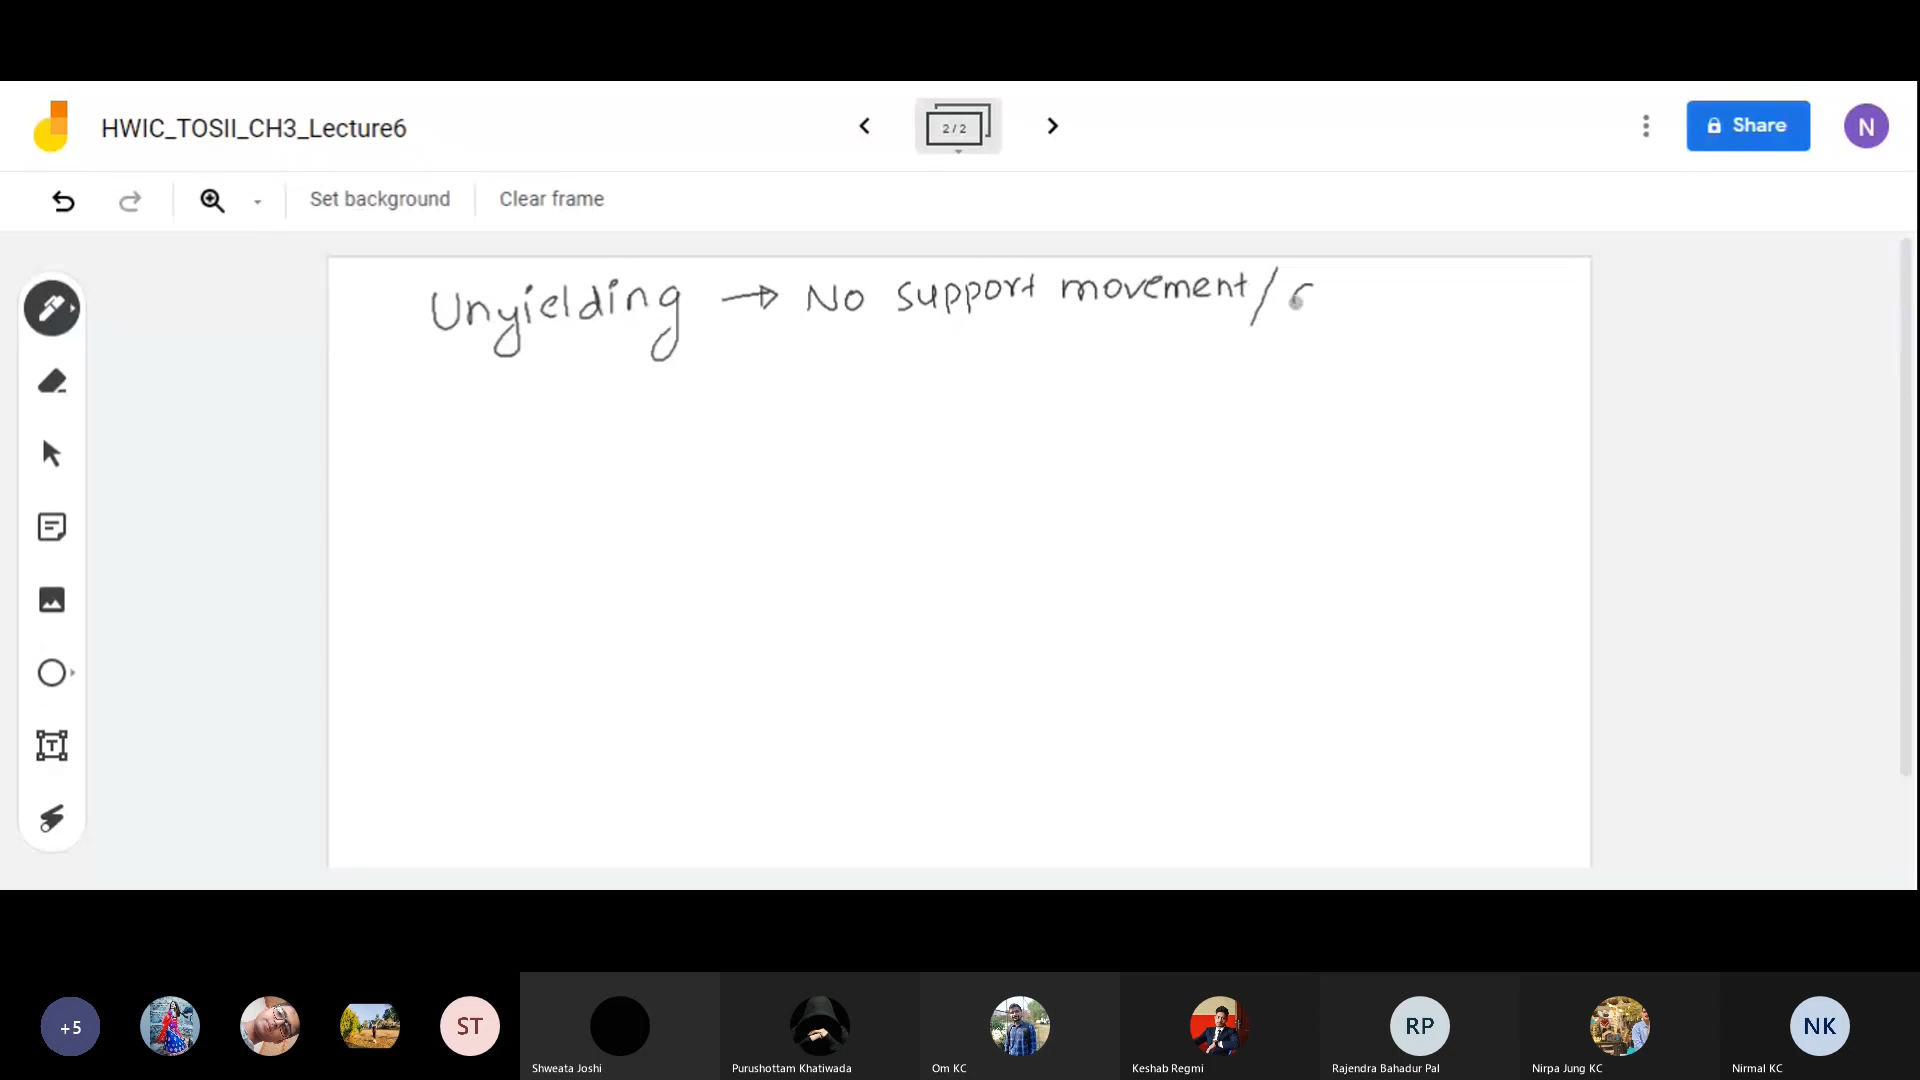 HWIC_TOSII_CH3_Lecture6
2 / 2
Share
N
Set background
Clear frame
Unyielding → No support movement /
+5
ST
RP
NK
Shweata Joshi
Purushottam Khatiwada
Om KC
Keshab Regmi
Rajendra Bahadur Pal
Nirpa Jung KC
Nirmal KC